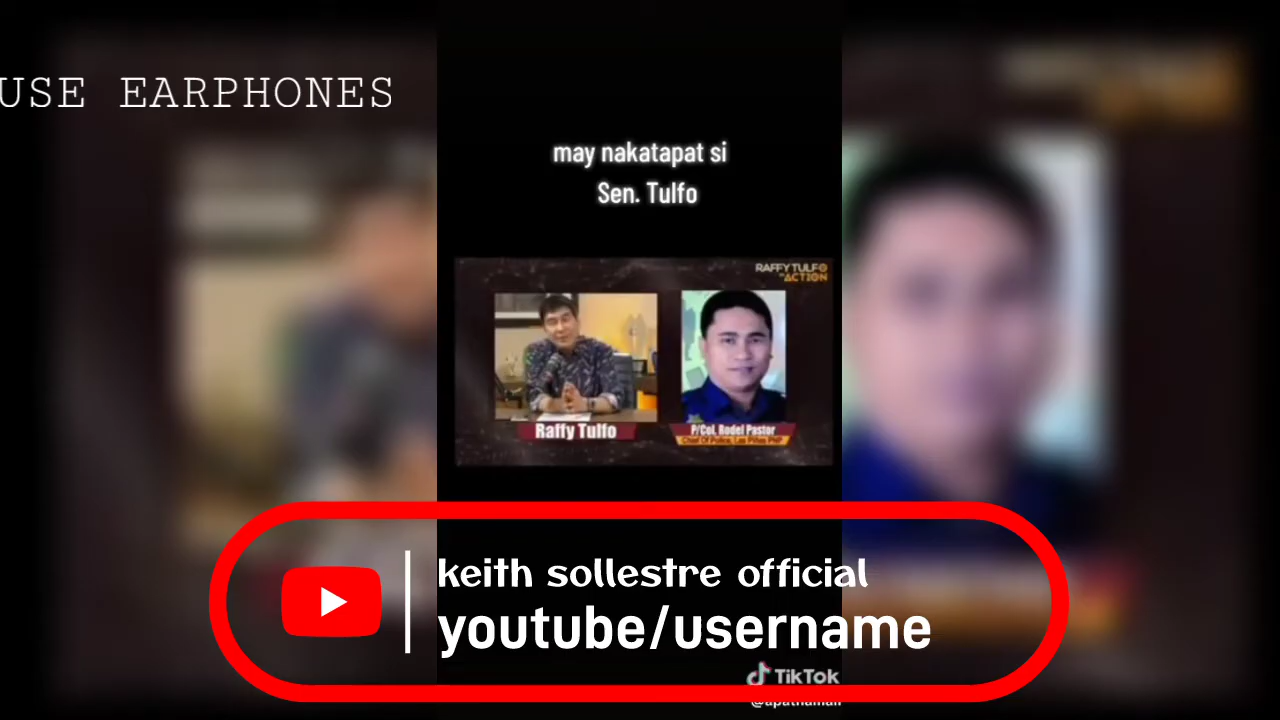 USE EARPHONES
may nakatapat si
Sen. Tulfo
RAFFY TULFO
IN ACTION
Raffy Tulfo
P/Col. Rodel Pastor
Chief Of Police, Las Piñas PNP
keith sollestre official
youtube/username
TikTok